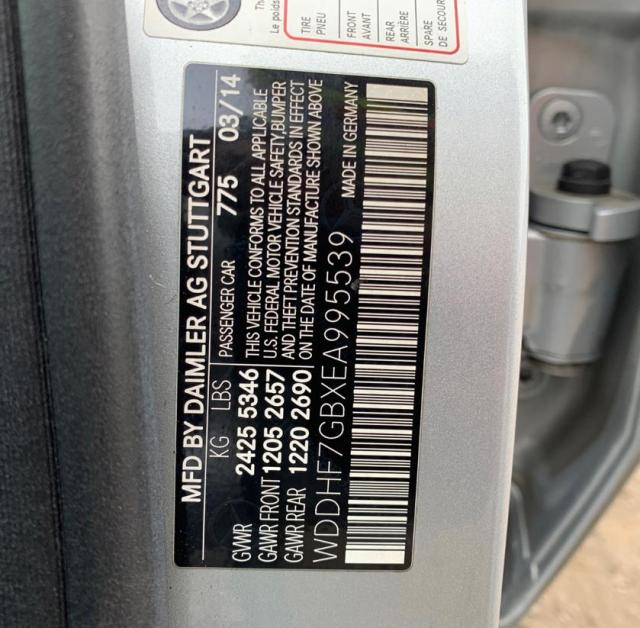 Th
Le poids
TIRE
PNEU
FRONT
AVANT
REAR
ARRIÈRE
SPARE
DE SECOURS
MFD BY DAIMLER AG STUTTGART
KG LBS PASSENGER CAR 775 03/14
GVWR 2425 5346 THIS VEHICLE CONFORMS TO ALL APPLICABLE
GAWR FRONT 1205 2657 U.S. FEDERAL MOTOR VEHICLE SAFETY,BUMPER
GAWR REAR 1220 2690 AND THEFT PREVENTION STANDARDS IN EFFECT
ON THE DATE OF MANUFACTURE SHOWN ABOVE
WDDHF7GBXEA995539 MADE IN GERMANY